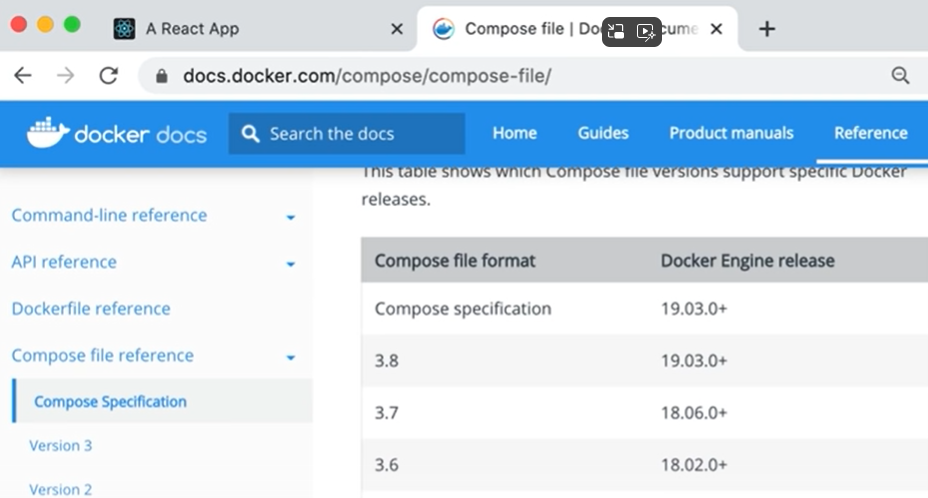 A React App
Compose file | Do cume
docs.docker.com/compose/compose-file/
docker docs
Search the docs
Home Guides Product manuals Reference
This table shows which Compose file versions support specific Docker
releases.
Command-line reference
API reference
Dockerfile reference
Compose file reference
Compose Specification
Version 3
Version 2
Compose file format Docker Engine release
Compose specification 19.03.0+
3.8 19.03.0+
3.7 18.06.0+
3.6 18.02.0+